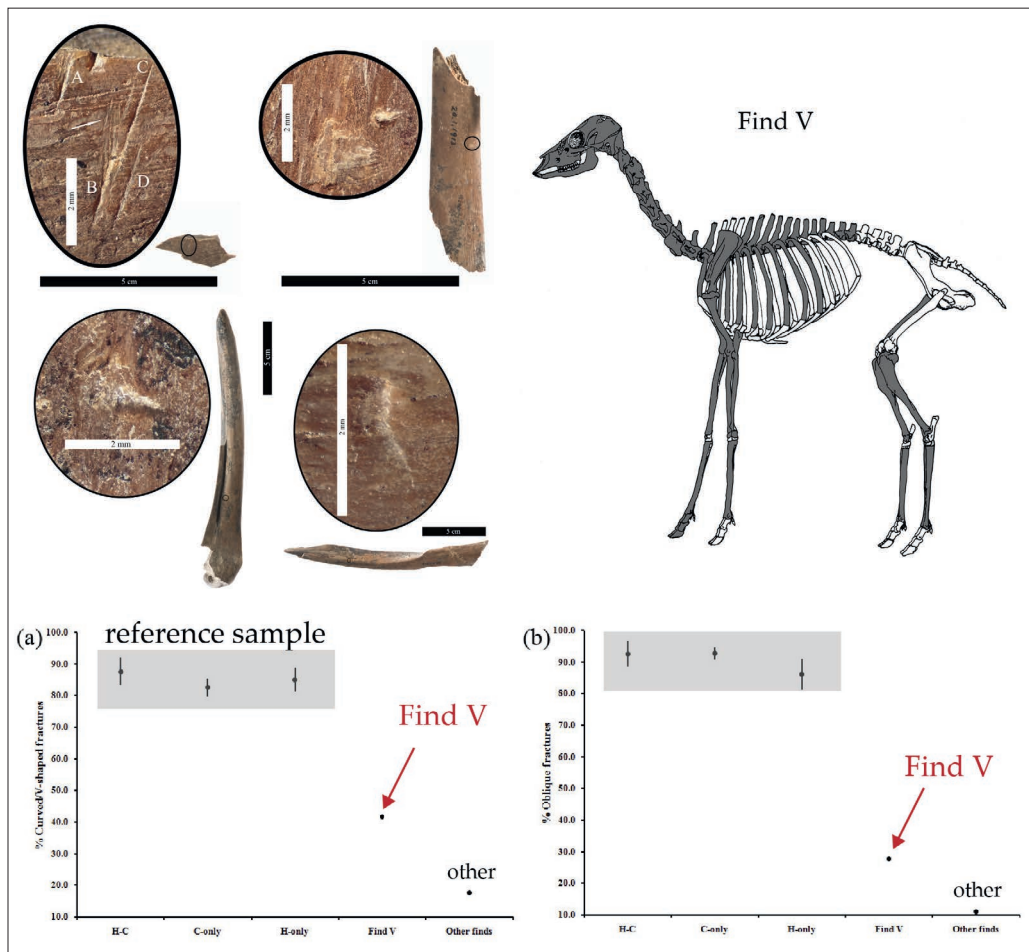 A
C
B
D
2 mm
5 cm
2 mm
5 cm
Find V
2 mm
5 cm
2 mm
5 cm
(a)
reference sample
% Curved/V-shaped fractures
100.0
90.0
80.0
70.0
60.0
50.0
40.0
30.0
20.0
10.0
Find V
other
H-C
C-only
H-only
Find V
Other finds
(b)
% Oblique fractures
100.0
90.0
80.0
70.0
60.0
50.0
40.0
30.0
20.0
10.0
Find V
other
H-C
C-only
H-only
Find V
Other finds